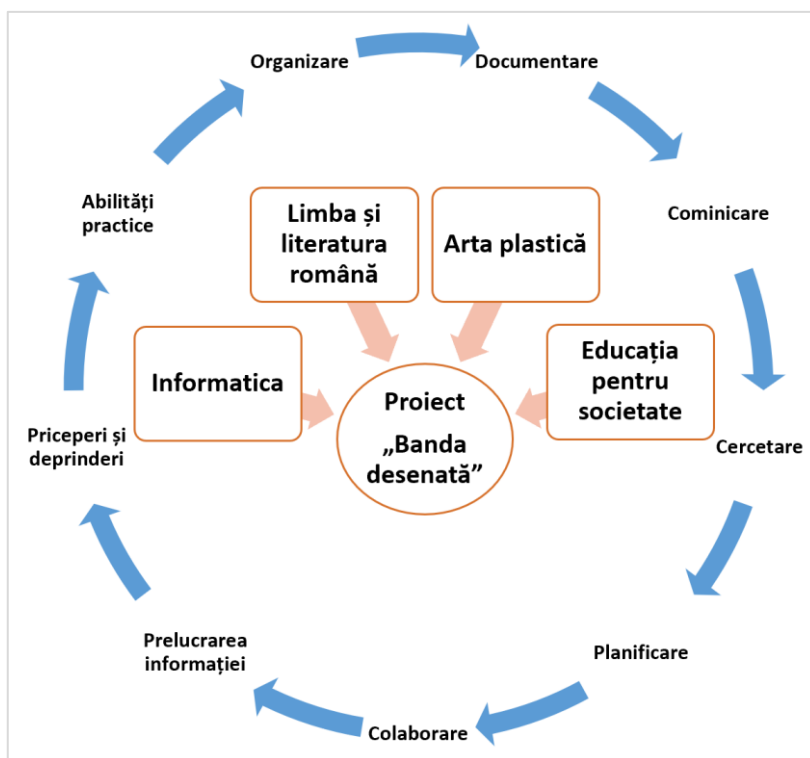 Organizare
Documentare
Cominicare
Cercetare
Planificare
Colaborare
Prelucrarea
informației
Priceperi și
deprinderi
Abilități
practice
Limba și
literatura
română
Arta plastică
Informatica
Educația
pentru
societate
Proiect
„Banda
desenată”